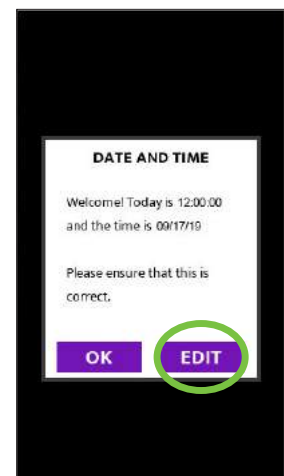 DATE AND TIME
Welcome! Today is 12:00:00
and the time is 09/17/19
Please ensure that this is
correct.
OK EDIT